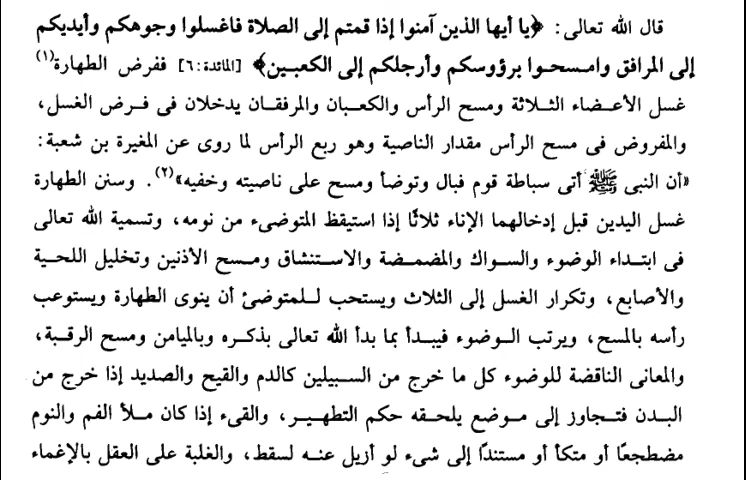 قال الله تعالى: ﴿يا أيها الذين آمنوا إذا قمتم إلى الصلاة فاغسلوا وجوهكم وأيديكم
إلى المرافق وامسحوا برؤوسكم وأرجلكم إلى الكعبين﴾ [المائدة:٦] ففرض الطهارة(١)
غسل الأعضاء الثلاثة ومسح الرأس والكعبان والمرفقان يدخلان فى فرض الغسل،
والمفروض فى مسح الرأس مقدار الناصية وهو ربع الرأس لما روى عن المغيرة بن شعبة:
«أن النبى ﷺ أتى سباطة قوم فبال وتوضأ ومسح على ناصيته وخفيه»(٢). وسنن الطهارة
غسل اليدين قبل إدخالهما الإناء ثلاثًا إذا استيقظ المتوضىء من نومه، وتسمية الله تعالى
فى ابتداء الوضوء والسواك والمضمضة والاستنشاق ومسح الأذنين وتخليل اللحية
والأصابع، وتكرار الغسل إلى الثلاث ويستحب للمتوضئ أن ينوى الطهارة ويستوعب
رأسه بالمسح، ويرتب الوضوء فيبدأ بما بدأ الله تعالى بذكره وبالميامن ومسح الرقبة،
والمعانى الناقضة للوضوء كل ما خرج من السبيلين كالدم والقيح والصديد إذا خرج من
البدن فتجاوز إلى موضع يلحقه حكم التطهير، والقىء إذا كان ملأ الفم والنوم
مضطجعًا أو متكأ أو مستندًا إلى شىء لو أزيل عنه لسقط، والغلبة على العقل بالإغماء